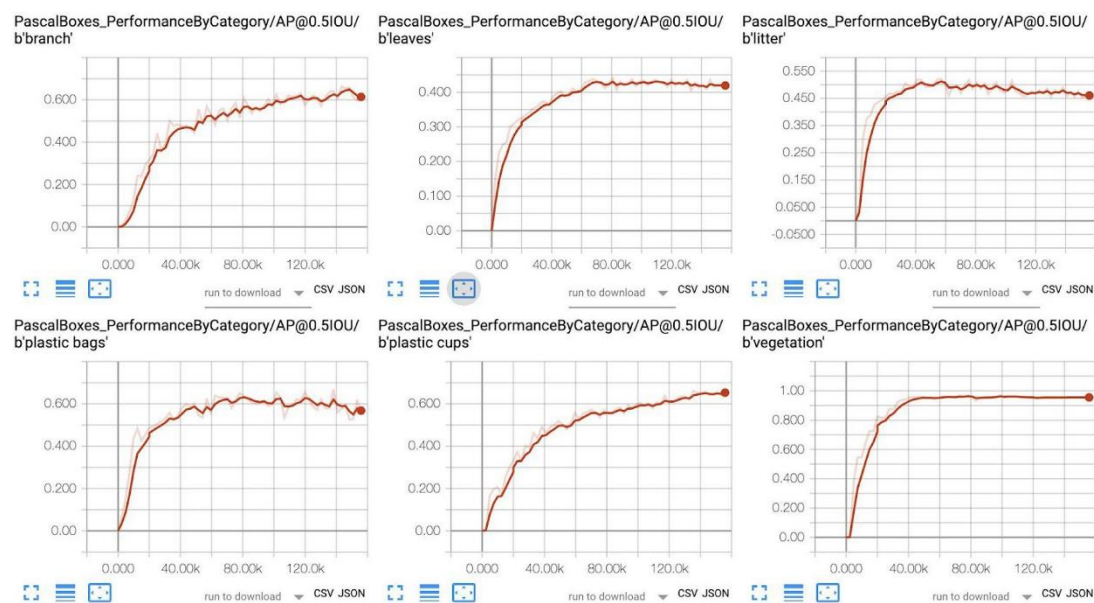 PascalBoxes_PerformanceByCategory/AP@0.5IOU/
b'branch'
0.600
0.400
0.200
0.00
0.000 40.00k 80.00k 120.0k
run to download CSV JSON
PascalBoxes_PerformanceByCategory/AP@0.5IOU/
b'leaves'
0.400
0.300
0.200
0.100
0.00
0.000 40.00k 80.00k 120.0k
run to download CSV JSON
PascalBoxes_PerformanceByCategory/AP@0.5IOU/
b'litter'
0.550
0.450
0.350
0.250
0.150
0.0500
-0.0500
0.000 40.00k 80.00k 120.0k
run to download CSV JSON
PascalBoxes_PerformanceByCategory/AP@0.5IOU/
b'plastic bags'
0.600
0.400
0.200
0.00
0.000 40.00k 80.00k 120.0k
run to download CSV JSON
PascalBoxes_PerformanceByCategory/AP@0.5IOU/
b'plastic cups'
0.600
0.400
0.200
0.00
0.000 40.00k 80.00k 120.0k
run to download CSV JSON
PascalBoxes_PerformanceByCategory/AP@0.5IOU/
b'vegetation'
1.00
0.800
0.600
0.400
0.200
0.00
0.000 40.00k 80.00k 120.0k
run to download CSV JSON